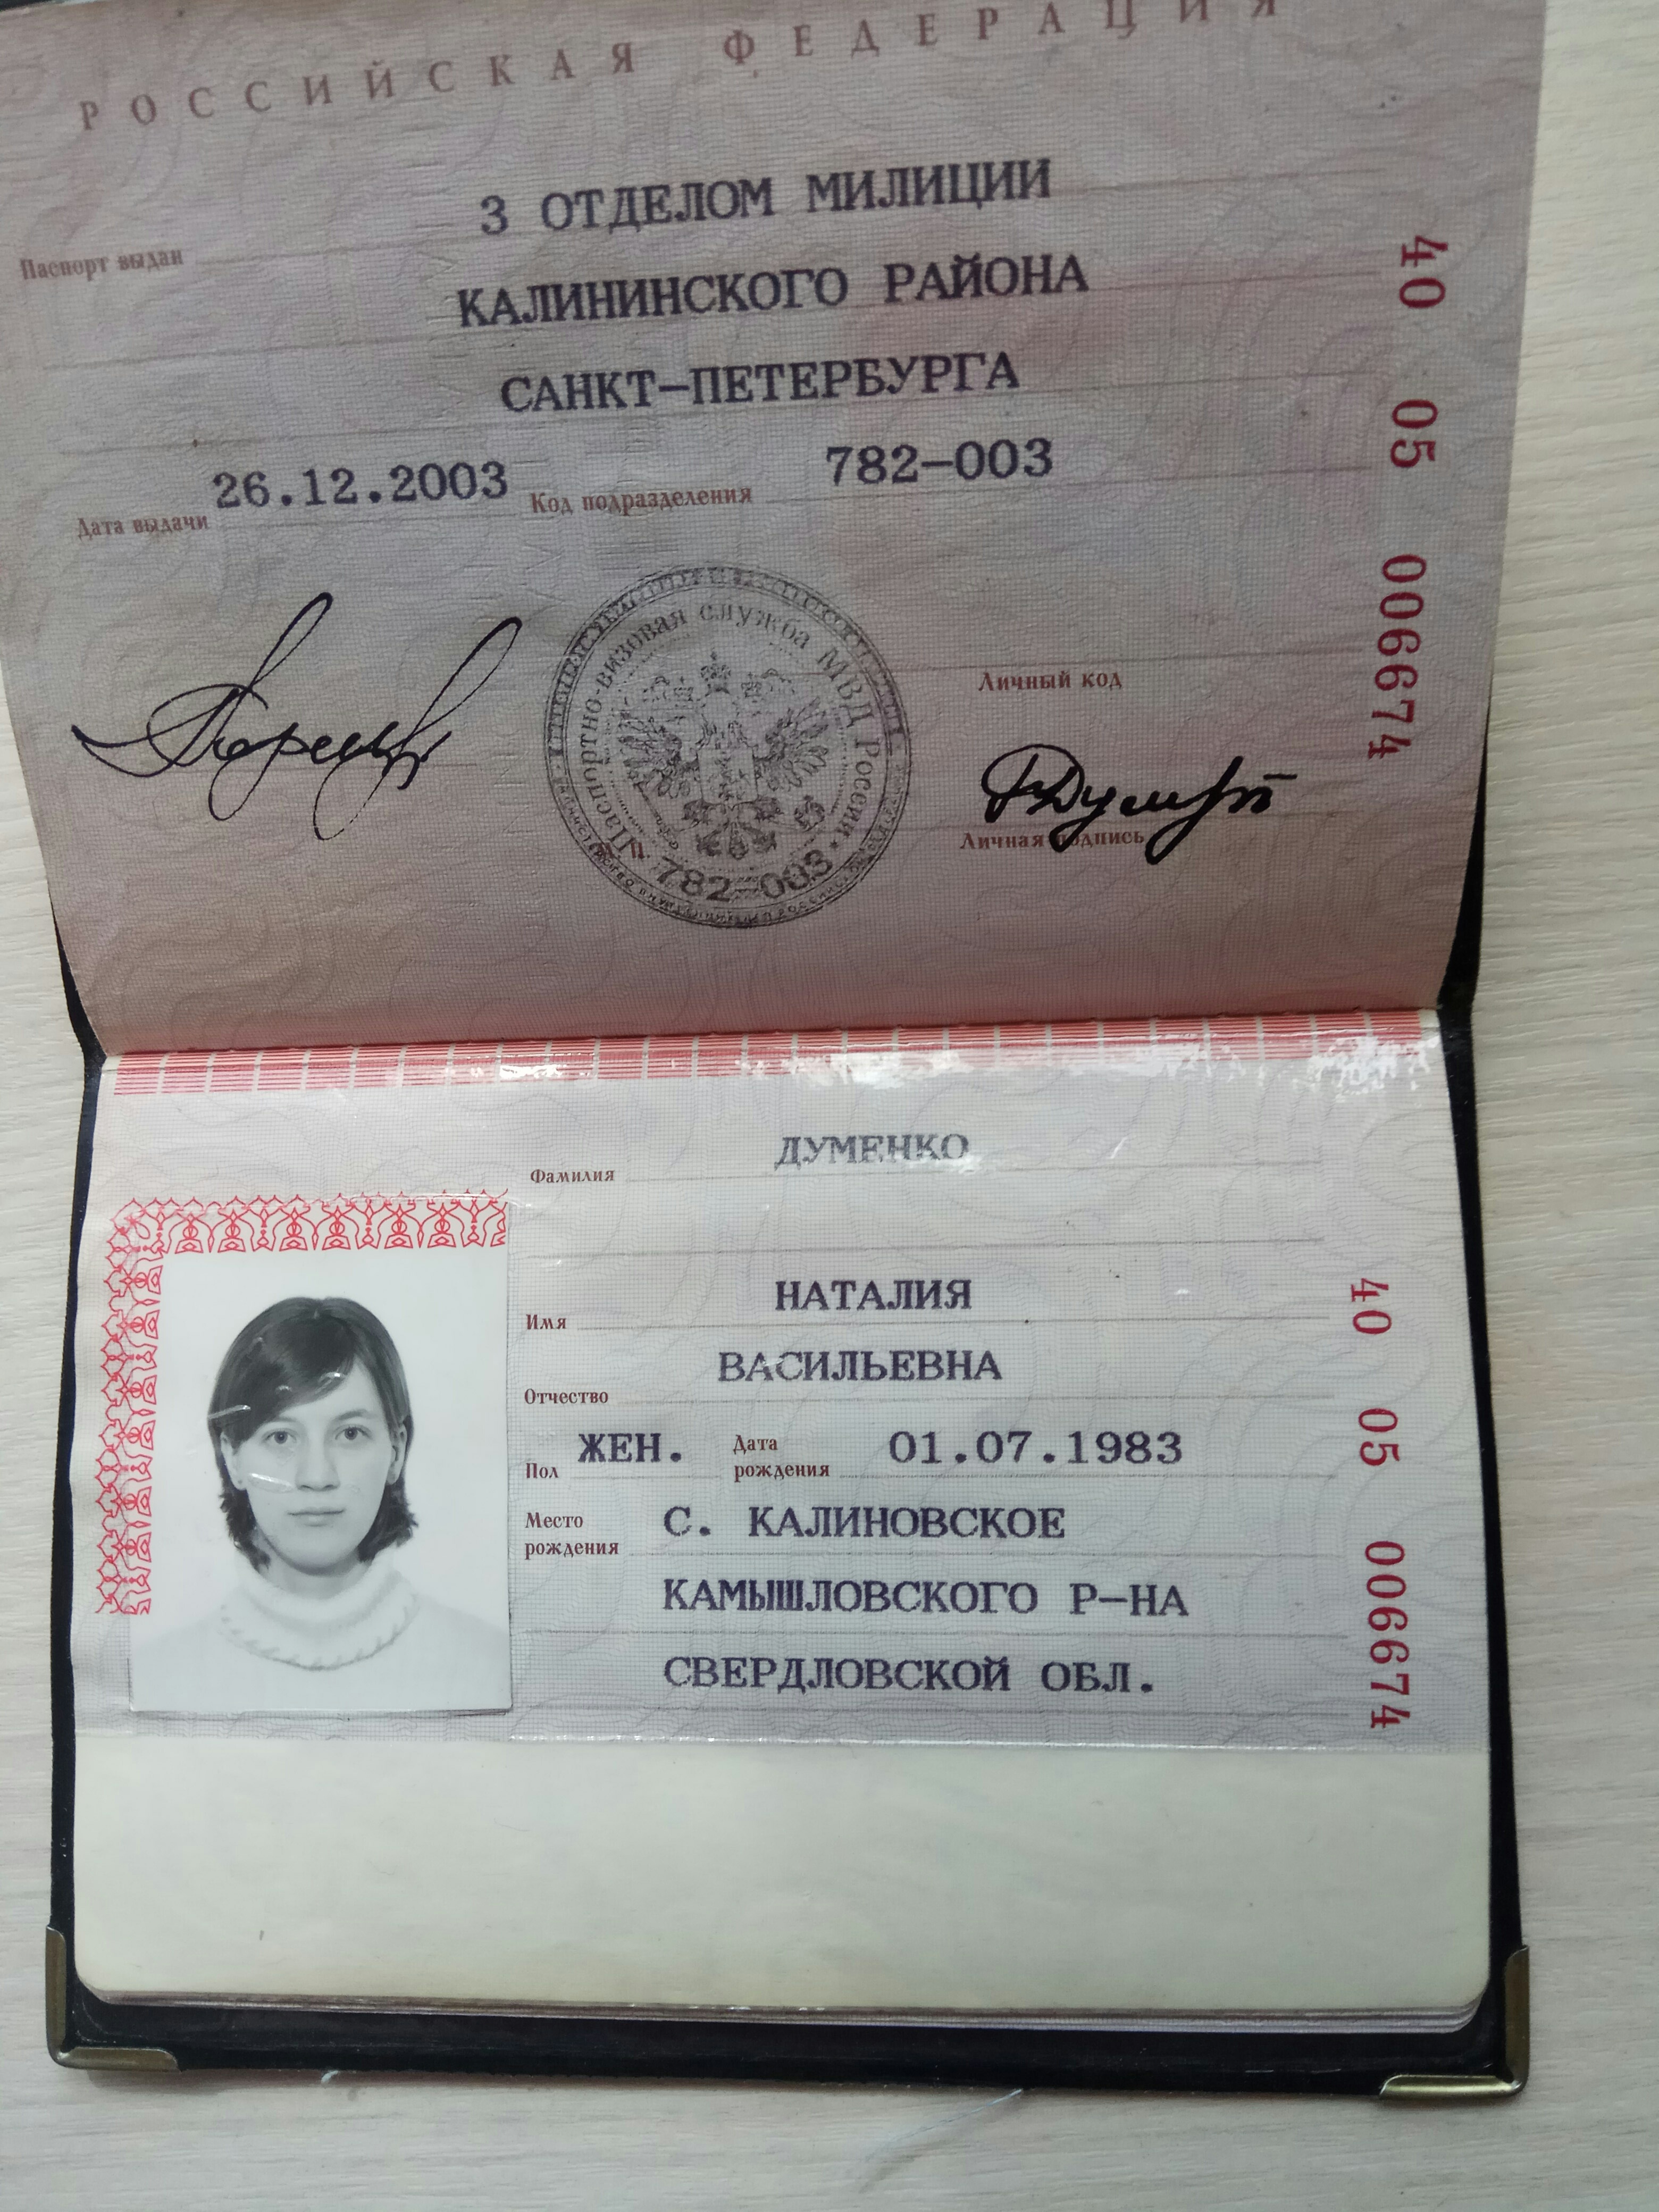 РОССИЙСКАЯ ФЕДЕРАЦИЯ
Паспорт выдан 3 ОТДЕЛОМ МИЛИЦИИ
КАЛИНИНСКОГО РАЙОНА
САНКТ-ПЕТЕРБУРГА
Дата выдачи 26.12.2003 Код подразделения 782-003
40 05 006674
Паспортно-визовая служба МВД России
782-003
Личный код
Личная подпись
ДУМЕНКО
Фамилия
НАТАЛИЯ
Имя
ВАСИЛЬЕВНА
Отчество
Пол ЖЕН. Дата рождения 01.07.1983
Место рождения С. КАЛИНОВСКОЕ
КАМЫШЛОВСКОГО Р-НА
СВЕРДЛОВСКОЙ ОБЛ.
40 05 006674